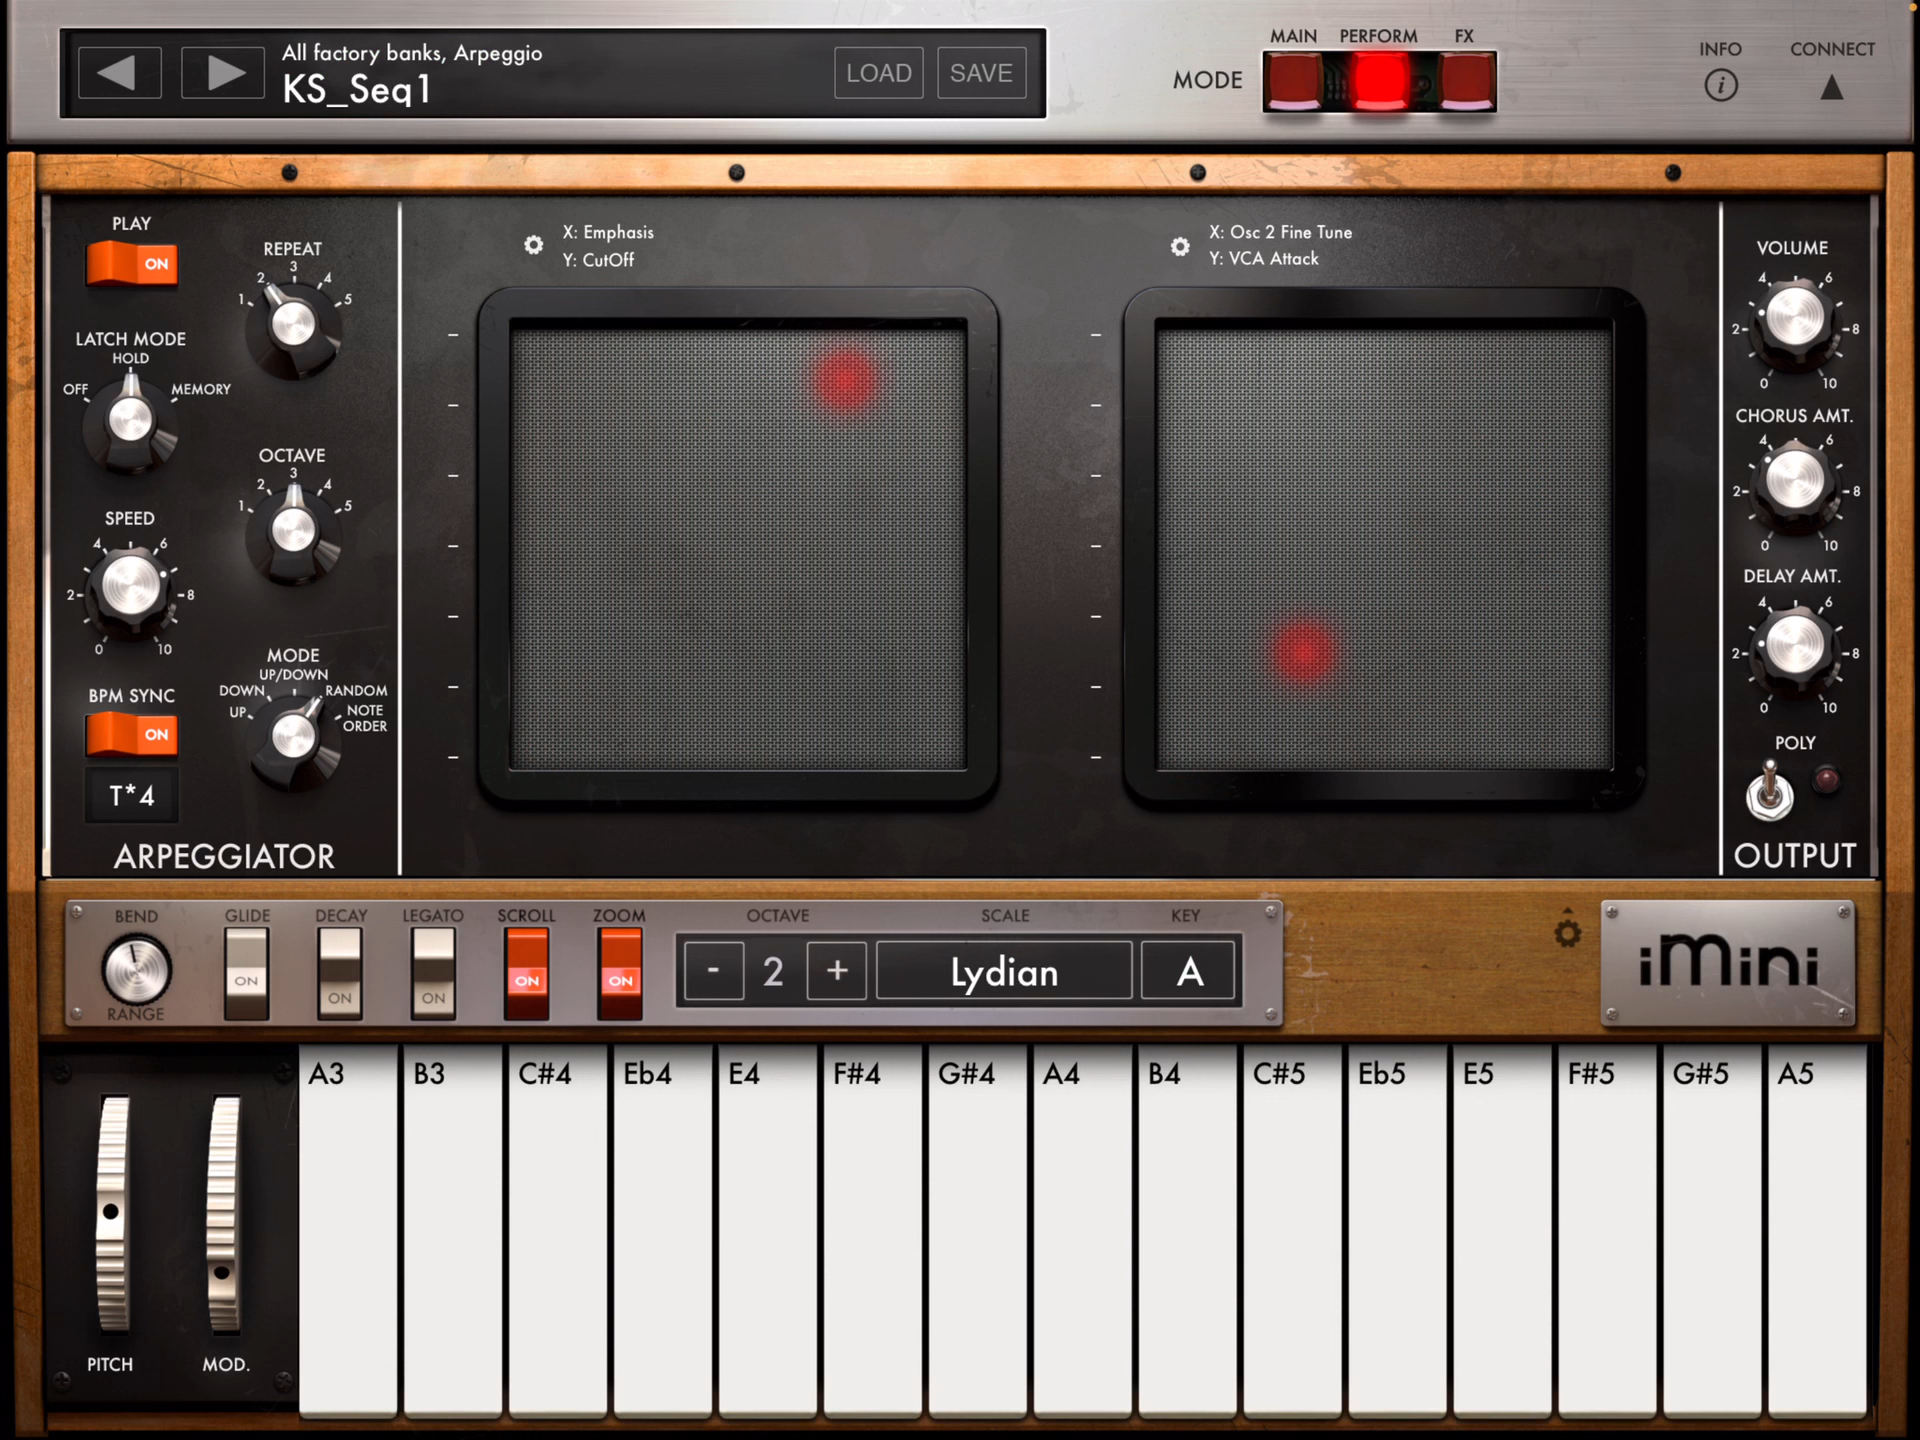 All factory banks, Arpeggio
KS_Seq1
LOAD
SAVE
MODE
MAIN
PERFORM
FX
INFO
i
CONNECT
PLAY
ON
REPEAT
1
2
3
4
5
LATCH MODE
OFF
HOLD
MEMORY
OCTAVE
1
2
3
4
5
SPEED
0
2
4
6
8
10
MODE
UP
DOWN
UP/DOWN
RANDOM
NOTE
ORDER
BPM SYNC
ON
T*4
ARPEGGIATOR
X: Emphasis
Y: CutOff
X: Osc 2 Fine Tune
Y: VCA Attack
VOLUME
0
2
4
6
8
10
CHORUS AMT.
0
2
4
6
8
10
DELAY AMT.
0
2
4
6
8
10
POLY
OUTPUT
BEND
RANGE
GLIDE
ON
DECAY
ON
LEGATO
ON
SCROLL
ON
ZOOM
ON
OCTAVE
- 2 +
SCALE
Lydian
KEY
A
iMini
A3 B3 C#4 Eb4 E4 F#4 G#4 A4 B4 C#5 Eb5 E5 F#5 G#5 A5
PITCH
MOD.